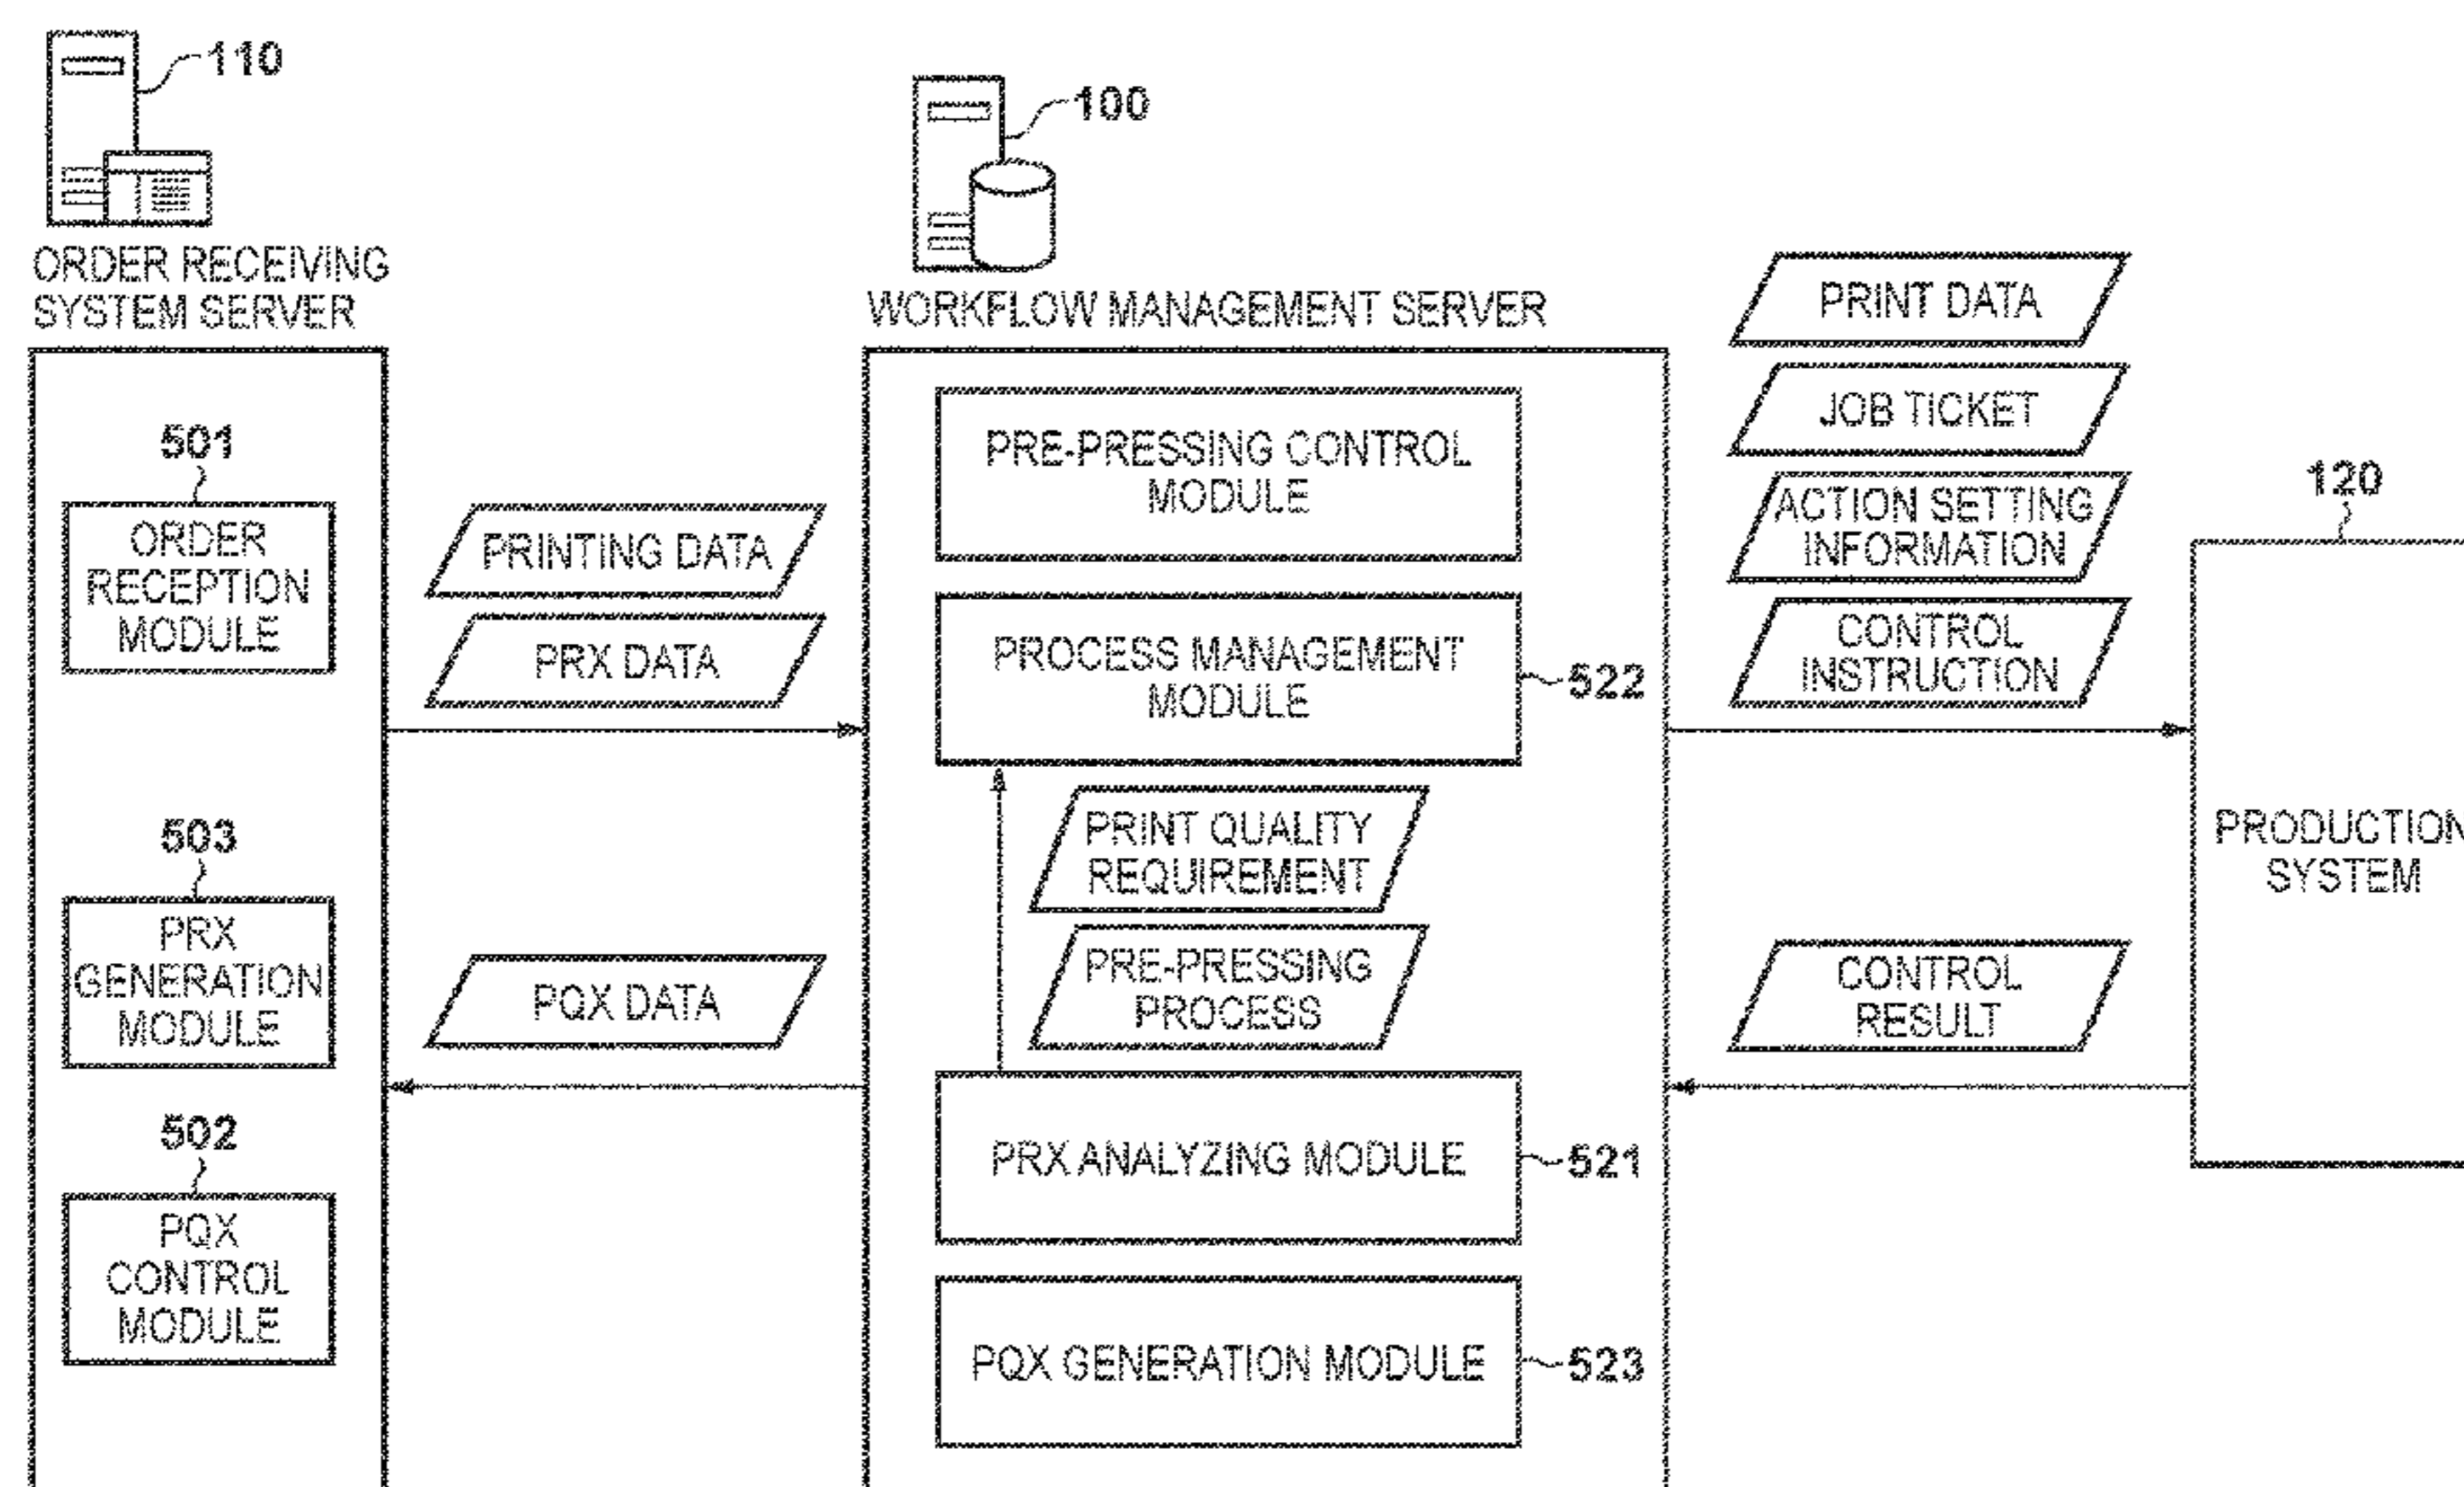 110
ORDER RECEIVING
SYSTEM SERVER
501
ORDER
RECEPTION
MODULE
503
PRX
GENERATION
MODULE
502
PQX
CONTROL
MODULE
PRINTING DATA
PRX DATA
PQX DATA
100
WORKFLOW MANAGEMENT SERVER
PRE-PRESSING CONTROL
MODULE
PROCESS MANAGEMENT
MODULE
522
PRINT QUALITY
REQUIREMENT
PRE-PRESSING
PROCESS
PRX ANALYZING MODULE
521
PQX GENERATION MODULE
523
PRINT DATA
JOB TICKET
ACTION SETTING
INFORMATION
CONTROL
INSTRUCTION
CONTROL
RESULT
120
PRODUCTION
SYSTEM